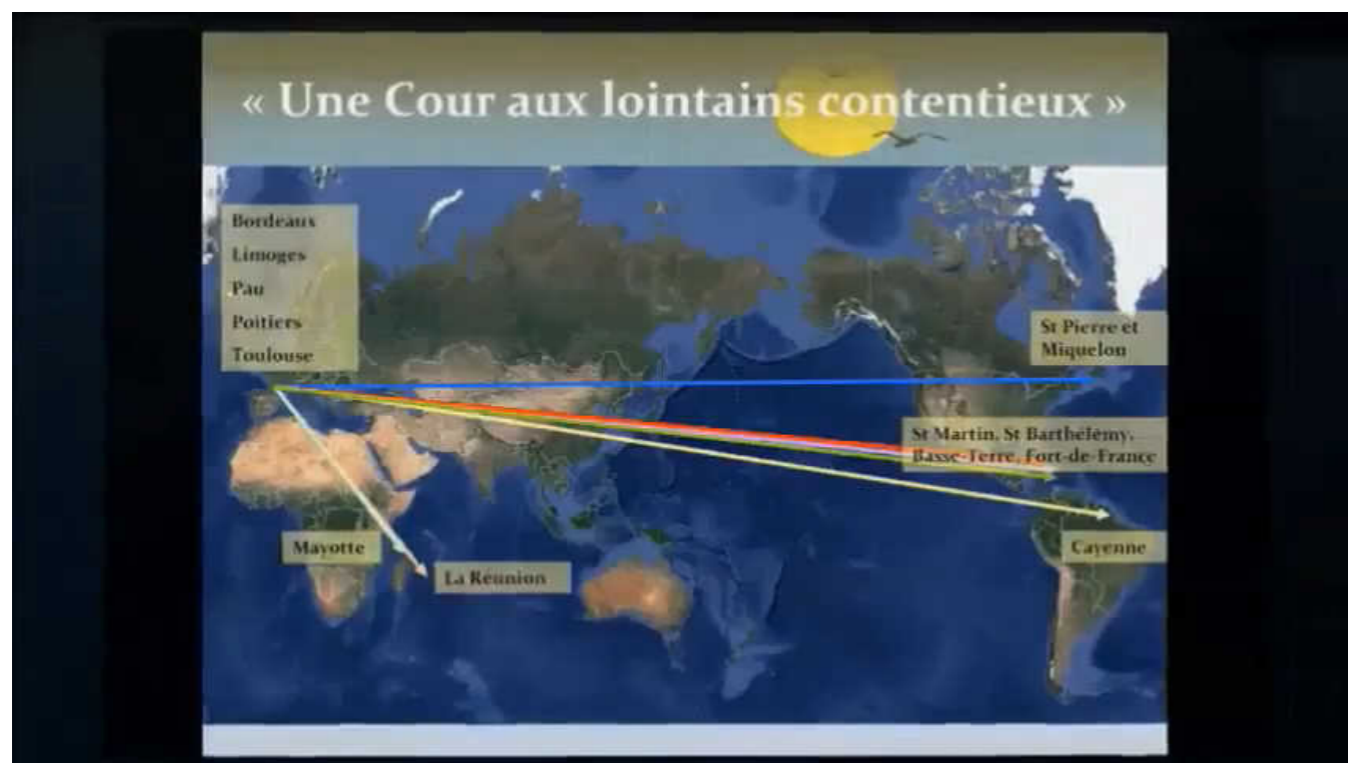 « Une Cour aux lointains contentieux »
Bordeaux
Limoges
Pau
Poitiers
Toulouse
St Pierre et
Miquelon
St Martin, St Barthélemy,
Basse-Terre, Fort-de-France
Mayotte
La Réunion
Cayenne